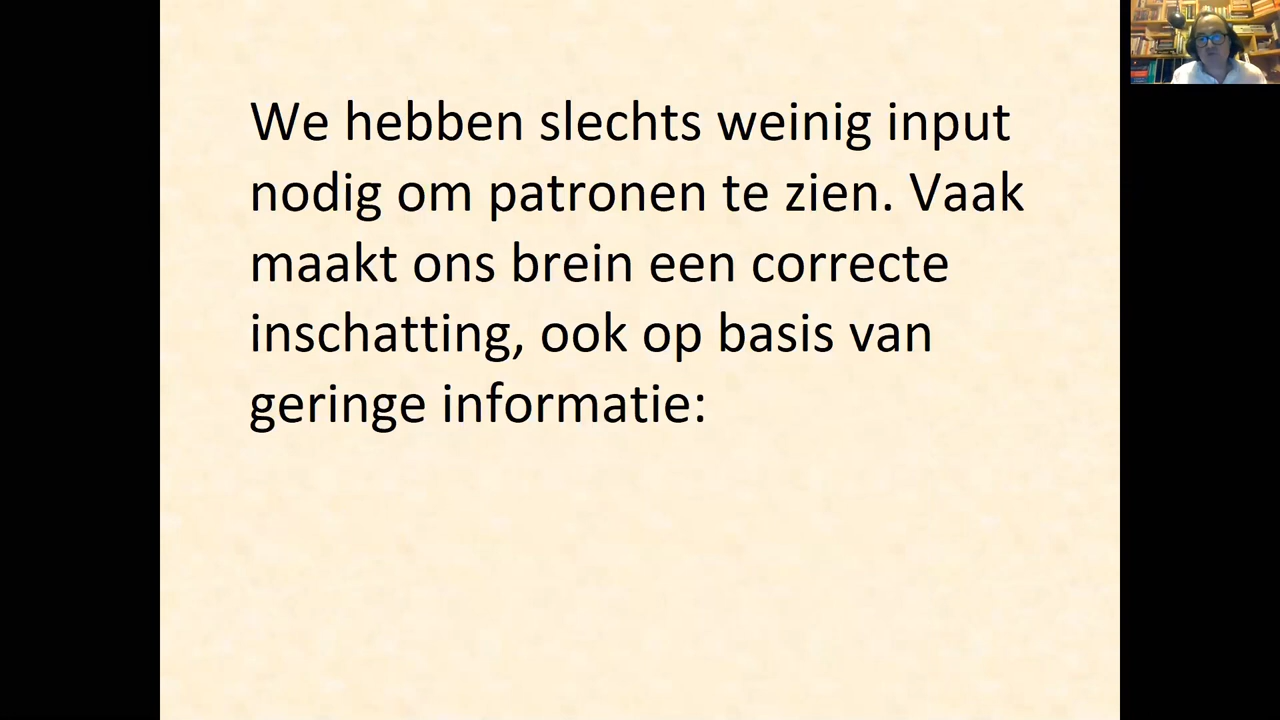 We hebben slechts weinig input
nodig om patronen te zien. Vaak
maakt ons brein een correcte
inschatting, ook op basis van
geringe informatie: